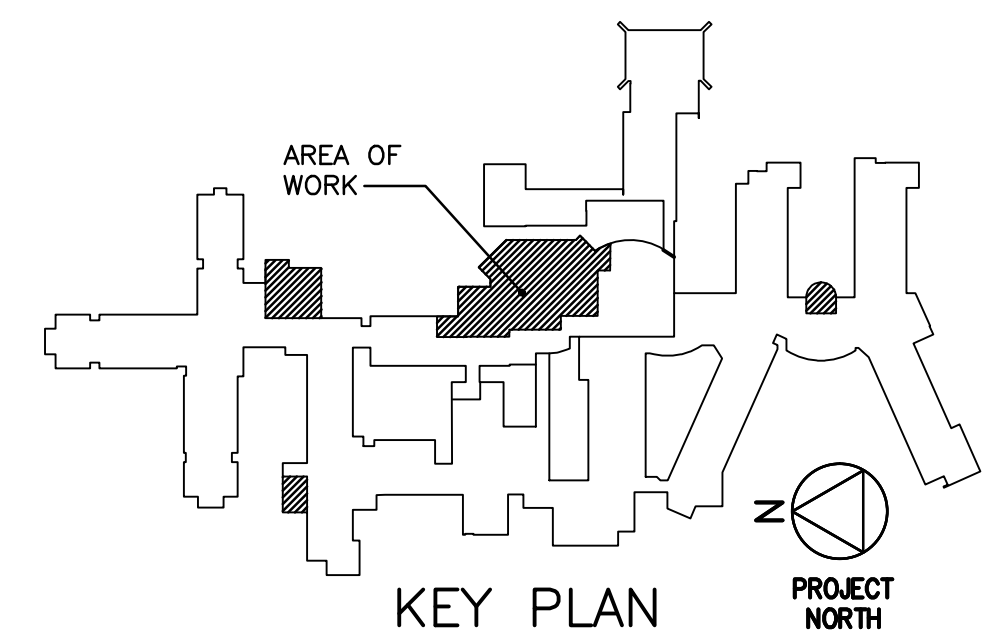 AREA OF
WORK
N
PROJECT
NORTH
KEY PLAN